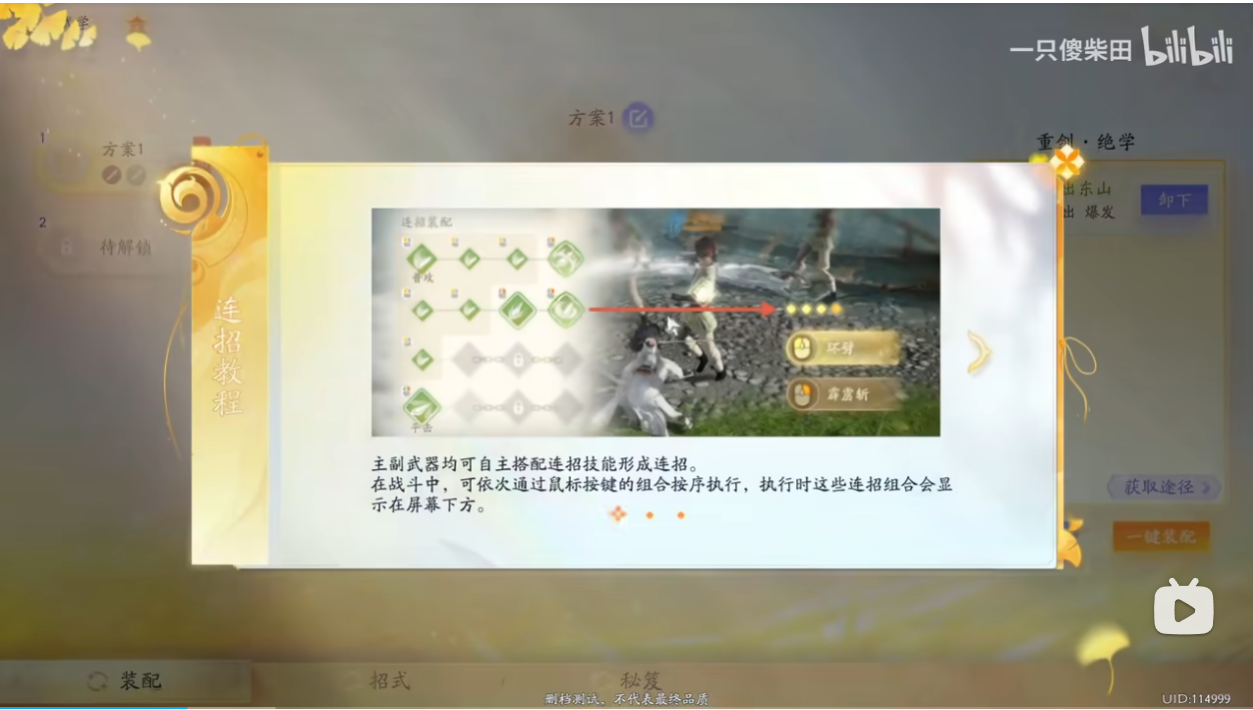 一只傻柴田 bilibili
方案1
1
方案1
重剑·绝学
出东山
出 爆发
卸下
2
待解锁
连招教程
连招装配
普攻
环臂
霹雳斩
主副武器均可自主搭配连招技能形成连招。
在战斗中，可依次通过鼠标按键的组合按序执行，执行时这些连招组合会显
示在屏幕下方。
获取途径
一键装配
装配
招式
秘笈
删档测试，不代表最终品质
UID:114999